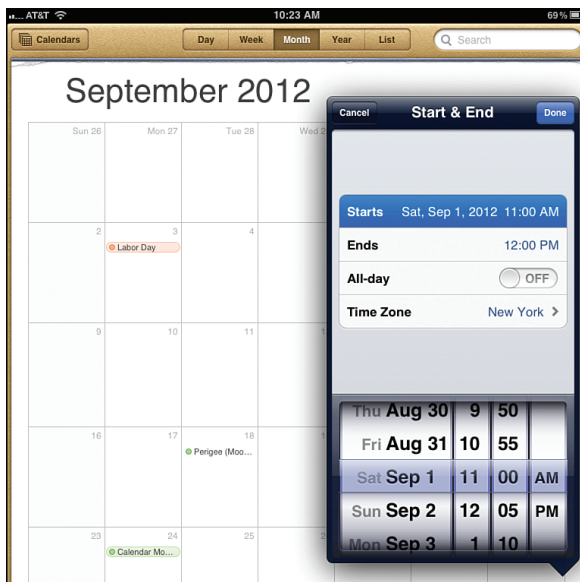 ... AT&T 10:23 AM 69%
Calendars Day Week Month Year List Search
September 2012
Sun 26 Mon 27 Tue 28 Wed
2 3 4
Labor Day
9 10 11
16 17 18
Perigee (Moo...
23 24 25
Calendar Mo...
Cancel Start & End Done
Starts Sat, Sep 1, 2012 11:00 AM
Ends 12:00 PM
All-day OFF
Time Zone New York
Thu Aug 30 9 50
Fri Aug 31 10 55
Sat Sep 1 11 00 AM
Sun Sep 2 12 05 PM
Mon Sep 3 1 10